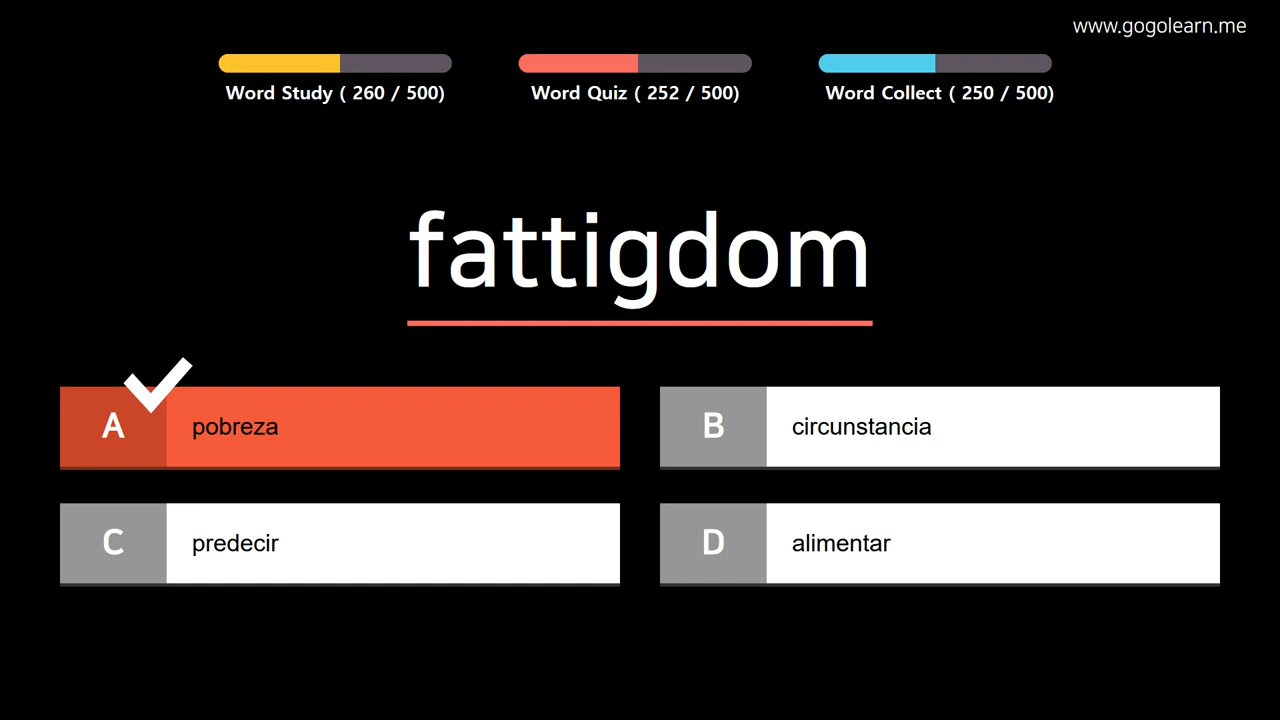 www.gogolearn.me
Word Study ( 260 / 500)
Word Quiz ( 252 / 500)
Word Collect ( 250 / 500)
fattigdom
A pobreza
B circunstancia
C predecir
D alimentar